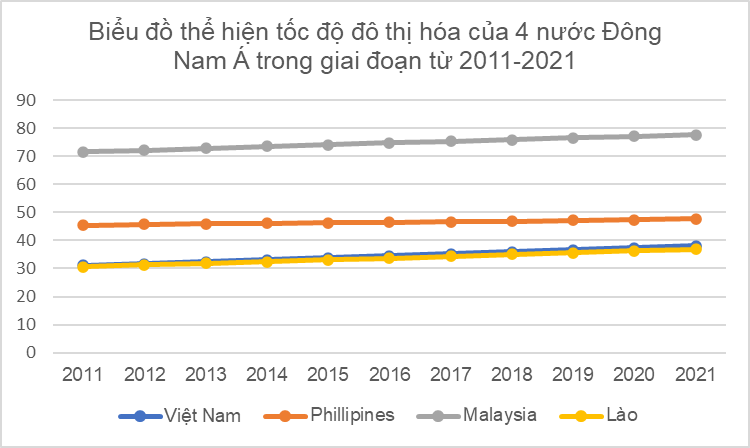 Biểu đồ thể hiện tốc độ đô thị hóa của 4 nước Đông
Nam Á trong giai đoạn từ 2011-2021
90
80
70
60
50
40
30
20
10
0
2011 2012 2013 2014 2015 2016 2017 2018 2019 2020 2021
Việt Nam Phillipines Malaysia Lào